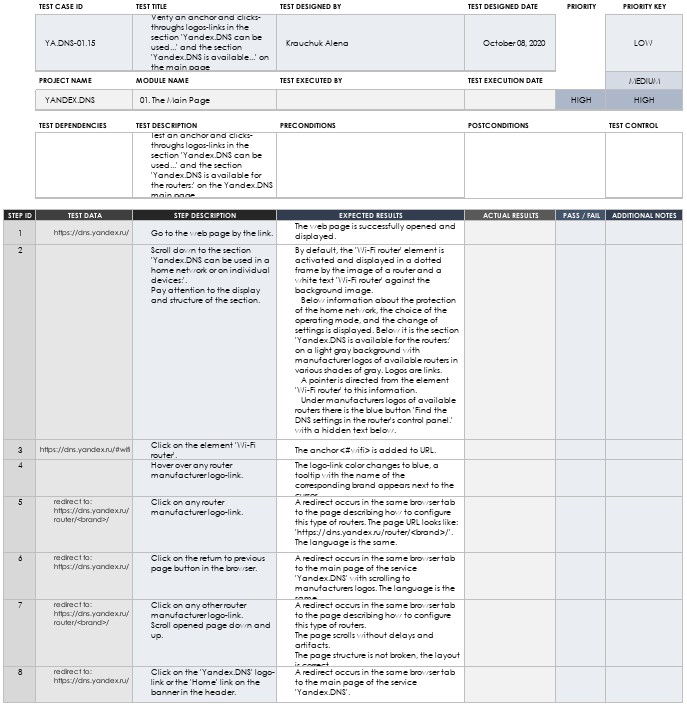 TEST CASE ID TEST TITLE TEST DESIGNED BY TEST DESIGNED DATE PRIORITY PRIORITY KEY
YA.DNS-01.15
Verify an anchor and clicks-
throughs logos-links in the
section 'Yandex.DNS can be
used...' and the section
'Yandex.DNS is available...' on
the main page
Krauchuk Alena
October 08, 2020
LOW
MEDIUM
PROJECT NAME MODULE NAME TEST EXECUTED BY TEST EXECUTION DATE
YANDEX.DNS 01. The Main Page HIGH HIGH
TEST DEPENDENCIES TEST DESCRIPTION PRECONDITIONS POSTCONDITIONS TEST CONTROL
Test an anchor and clicks-
throughs logos-links in the
section 'Yandex.DNS can be
used...' and the section
'Yandex.DNS is available for
the routers:' on the Yandex.DNS
main page
STEP ID TEST DATA STEP DESCRIPTION EXPECTED RESULTS ACTUAL RESULTS PASS / FAIL ADDITIONAL NOTES
1
https://dns.yandex.ru/
Go to the web page by the link.
The web page is successfully opened and
displayed.
2
Scroll down to the section
'Yandex.DNS can be used in a
home network or on individual
devices:'.
Pay attention to the display
and structure of the section.
By default, the 'Wi-Fi router' element is
activated and displayed in a dotted
frame by the image of a router and a
white text 'Wi-Fi router' against the
background image.
Below information about the protection
of the home network, the choice of the
operating mode, and the change of
settings is displayed. Below it is the section
'Yandex.DNS is available for the routers:'
on a light gray background with
manufacturer logos of available routers in
various shades of gray. Logos are links.
A pointer is directed from the element
'Wi-Fi router' to this information.
Under manufacturers logos of available
routers there is the blue button 'Find the
DNS settings in the router's control panel.'
with a hidden text below.
3
https://dns.yandex.ru/#wifi
Click on the element 'Wi-Fi
router'.
The anchor <#wifi> is added to URL.
4
Hover over any router
manufacturer logo-link.
The logo-link color changes to blue, a
tooltip with the name of the
corresponding brand appears next to the
cursor.
5
redirect to:
https://dns.yandex.ru/
router/<brand>/
Click on any router
manufacturer logo-link.
A redirect occurs in the same browser tab
to the page describing how to configure
this type of routers. The page URL looks like:
'https://dns.yandex.ru/router/<brand>/'.
The language is the same.
6
redirect to:
https://dns.yandex.ru/
Click on the return to previous
page button in the browser.
A redirect occurs in the same browser tab
to the main page of the service
'Yandex.DNS' with scrolling to
manufacturers logos. The language is the
same.
7
redirect to:
https://dns.yandex.ru/
router/<brand>/
Click on any other router
manufacturer logo-link.
Scroll opened page down and
up.
A redirect occurs in the same browser tab
to the page describing how to configure
this type of routers.
The page scrolls without delays and
artifacts.
The page structure is not broken, the layout
is correct.
8
redirect to:
https://dns.yandex.ru/
Click on the 'Yandex.DNS' logo-
link or the 'Home' link on the
banner in the header.
A redirect occurs in the same browser tab
to the main page of the service
'Yandex.DNS'.